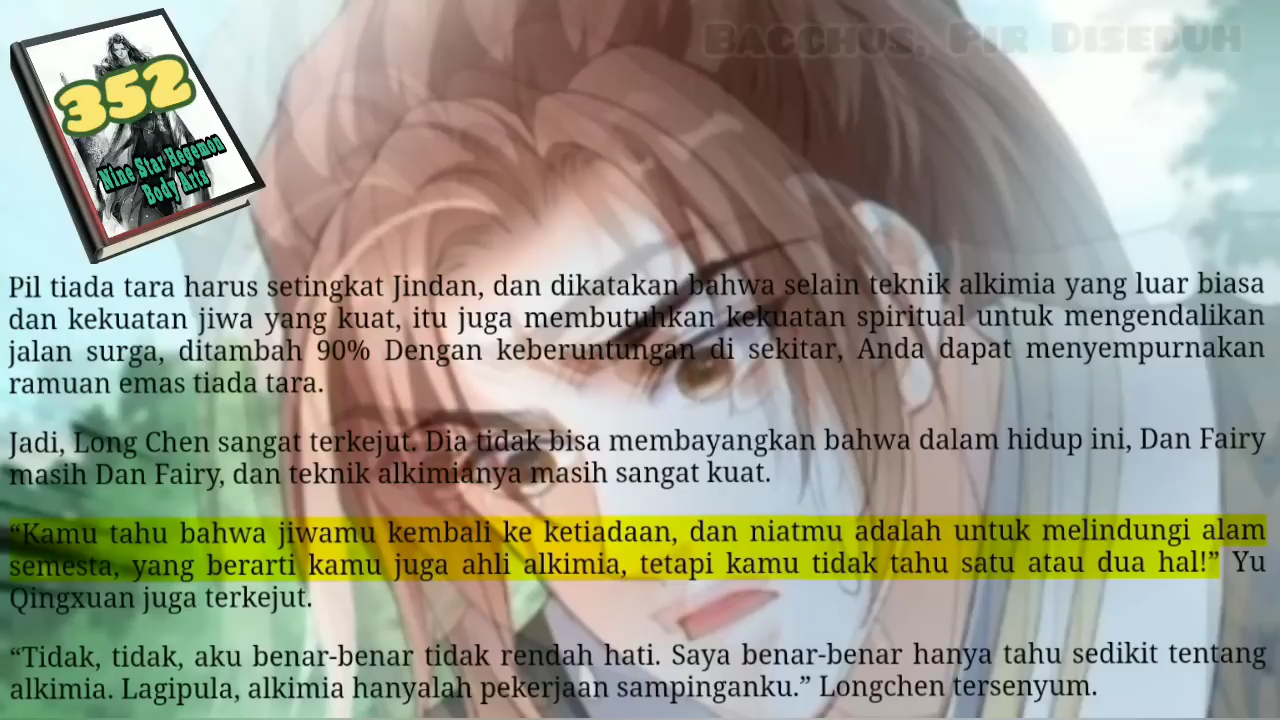 Bacchus, Pir Diseduh
352
Nine Star Hegemon
Body Arts
Pil tiada tara harus setingkat Jindan, dan dikatakan bahwa selain teknik alkimia yang luar biasa
dan kekuatan jiwa yang kuat, itu juga membutuhkan kekuatan spiritual untuk mengendalikan
jalan surga, ditambah 90% Dengan keberuntungan di sekitar, Anda dapat menyempurnakan
ramuan emas tiada tara.
Jadi, Long Chen sangat terkejut. Dia tidak bisa membayangkan bahwa dalam hidup ini, Dan Fairy
masih Dan Fairy, dan teknik alkimianya masih sangat kuat.
“Kamu tahu bahwa jiwamu kembali ke ketiadaan, dan niatmu adalah untuk melindungi alam
semesta, yang berarti kamu juga ahli alkimia, tetapi kamu tidak tahu satu atau dua hal!” Yu
Qingxuan juga terkejut.
“Tidak, tidak, aku benar-benar tidak rendah hati. Saya benar-benar hanya tahu sedikit tentang
alkimia. Lagipula, alkimia hanyalah pekerjaan sampinganku.” Longchen tersenyum.